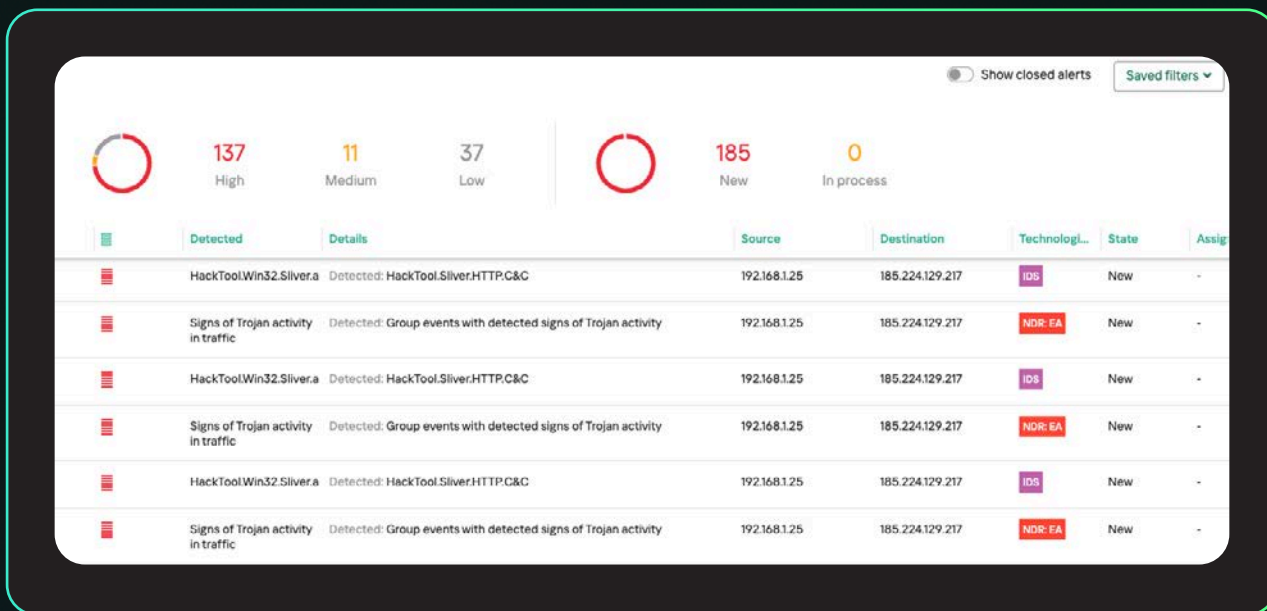 Show closed alerts Saved filters
137 11 37 185 0
High Medium Low New In process
Detected Details Source Destination Technologi... State Assig
HackTool.Win32.Sliver.a Detected: HackTool.Sliver.HTTP.C&C 192.168.1.25 185.224.129.217 IDS New -
Signs of Trojan activity Detected: Group events with detected signs of Trojan activity 192.168.1.25 185.224.129.217 NDR: EA New -
in traffic
HackTool.Win32.Sliver.a Detected: HackTool.Sliver.HTTP.C&C 192.168.1.25 185.224.129.217 IDS New -
Signs of Trojan activity Detected: Group events with detected signs of Trojan activity 192.168.1.25 185.224.129.217 NDR: EA New -
in traffic
HackTool.Win32.Sliver.a Detected: HackTool.Sliver.HTTP.C&C 192.168.1.25 185.224.129.217 IDS New -
Signs of Trojan activity Detected: Group events with detected signs of Trojan activity 192.168.1.25 185.224.129.217 NDR: EA New -
in traffic